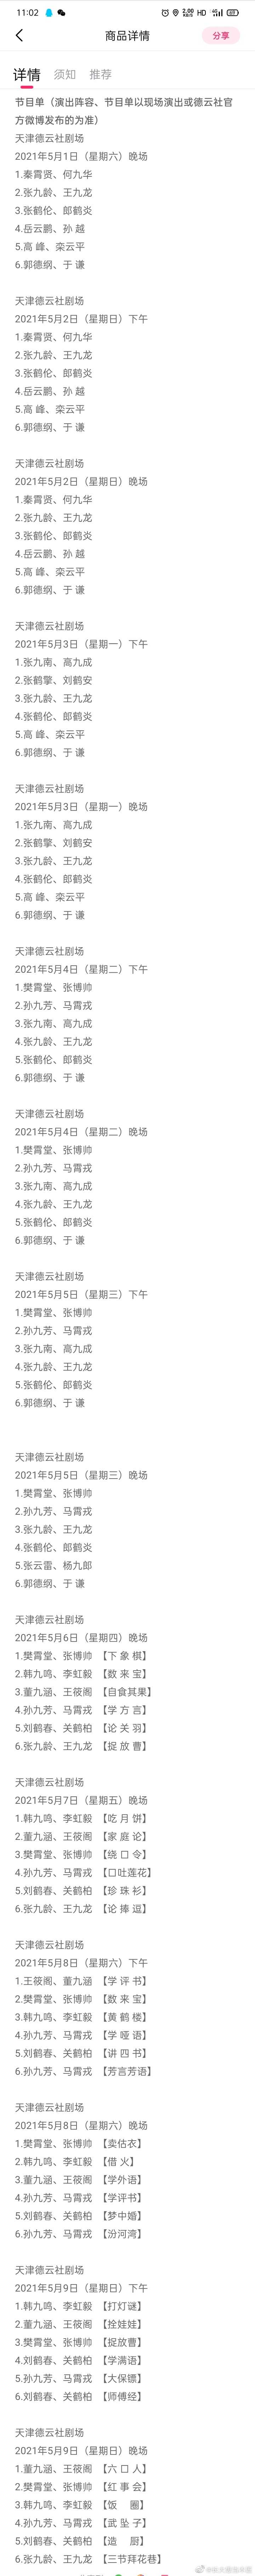 11:02
HD
商品详情
分享
详情
须知
推荐
节目单（演出阵容、节目单以现场演出或德云社官
方微博发布的为准）
天津德云社剧场
2021年5月1日（星期六）晚场
1.秦霄贤、何九华
2.张九龄、王九龙
3.张鹤伦、郎鹤炎
4.岳云鹏、孙 越
5.高 峰、栾云平
6.郭德纲、于 谦
天津德云社剧场
2021年5月2日（星期日）下午
1.秦霄贤、何九华
2.张九龄、王九龙
3.张鹤伦、郎鹤炎
4.岳云鹏、孙 越
5.高 峰、栾云平
6.郭德纲、于 谦
天津德云社剧场
2021年5月2日（星期日）晚场
1.秦霄贤、何九华
2.张九龄、王九龙
3.张鹤伦、郎鹤炎
4.岳云鹏、孙 越
5.高 峰、栾云平
6.郭德纲、于 谦
天津德云社剧场
2021年5月3日（星期一）下午
1.张九南、高九成
2.张鹤擎、刘鹤安
3.张九龄、王九龙
4.张鹤伦、郎鹤炎
5.高 峰、栾云平
6.郭德纲、于 谦
天津德云社剧场
2021年5月3日（星期一）晚场
1.张九南、高九成
2.张鹤擎、刘鹤安
3.张九龄、王九龙
4.张鹤伦、郎鹤炎
5.高 峰、栾云平
6.郭德纲、于 谦
天津德云社剧场
2021年5月4日（星期二）下午
1.樊霄堂、张博帅
2.孙九芳、马霄戎
3.张九南、高九成
4.张九龄、王九龙
5.张鹤伦、郎鹤炎
6.郭德纲、于 谦
天津德云社剧场
2021年5月4日（星期二）晚场
1.樊霄堂、张博帅
2.孙九芳、马霄戎
3.张九南、高九成
4.张九龄、王九龙
5.张鹤伦、郎鹤炎
6.郭德纲、于 谦
天津德云社剧场
2021年5月5日（星期三）下午
1.樊霄堂、张博帅
2.孙九芳、马霄戎
3.张九南、高九成
4.张九龄、王九龙
5.张鹤伦、郎鹤炎
6.郭德纲、于 谦
天津德云社剧场
2021年5月5日（星期三）晚场
1.樊霄堂、张博帅
2.孙九芳、马霄戎
3.张九龄、王九龙
4.张鹤伦、郎鹤炎
5.张云雷、杨九郎
6.郭德纲、于 谦
天津德云社剧场
2021年5月6日（星期四）晚场
1.樊霄堂、张博帅 【下 象 棋】
2.韩九鸣、李虹毅 【数 来 宝】
3.董九涵、王筱阁 【自食其果】
4.孙九芳、马霄戎 【学 方 言】
5.刘鹤春、关鹤柏 【论 关 羽】
6.张九龄、王九龙 【捉 放 曹】
天津德云社剧场
2021年5月7日（星期五）晚场
1.韩九鸣、李虹毅 【吃 月 饼】
2.董九涵、王筱阁 【家 庭 论】
3.樊霄堂、张博帅 【绕 口 令】
4.孙九芳、马霄戎 【口吐莲花】
5.刘鹤春、关鹤柏 【珍 珠 衫】
6.张九龄、王九龙 【论 捧 逗】
天津德云社剧场
2021年5月8日（星期六）下午
1.王筱阁、董九涵 【学 评 书】
2.樊霄堂、张博帅 【数 来 宝】
3.韩九鸣、李虹毅 【黄 鹤 楼】
4.孙九芳、马霄戎 【学 哑 语】
5.刘鹤春、关鹤柏 【讲 四 书】
6.孙九芳、马霄戎 【芳言芳语】
天津德云社剧场
2021年5月8日（星期六）晚场
1.樊霄堂、张博帅 【卖估衣】
2.韩九鸣、李虹毅 【借 火】
3.董九涵、王筱阁 【学外语】
4.孙九芳、马霄戎 【学评书】
5.刘鹤春、关鹤柏 【梦中婚】
6.孙九芳、马霄戎 【汾河湾】
天津德云社剧场
2021年5月9日（星期日）下午
1.韩九鸣、李虹毅 【打灯谜】
2.董九涵、王筱阁 【拴娃娃】
3.樊霄堂、张博帅 【捉放曹】
4.刘鹤春、关鹤柏 【学满语】
5.孙九芳、马霄戎 【大保镖】
6.刘鹤春、关鹤柏 【师傅经】
天津德云社剧场
2021年5月9日（星期日）晚场
1.董九涵、王筱阁 【六 口 人】
2.樊霄堂、张博帅 【红 事 会】
3.韩九鸣、李虹毅 【饭 圈】
4.孙九芳、马霄戎 【武 坠 子】
5.刘鹤春、关鹤柏 【造 厨】
6.张九龄、王九龙 【三节拜花巷】